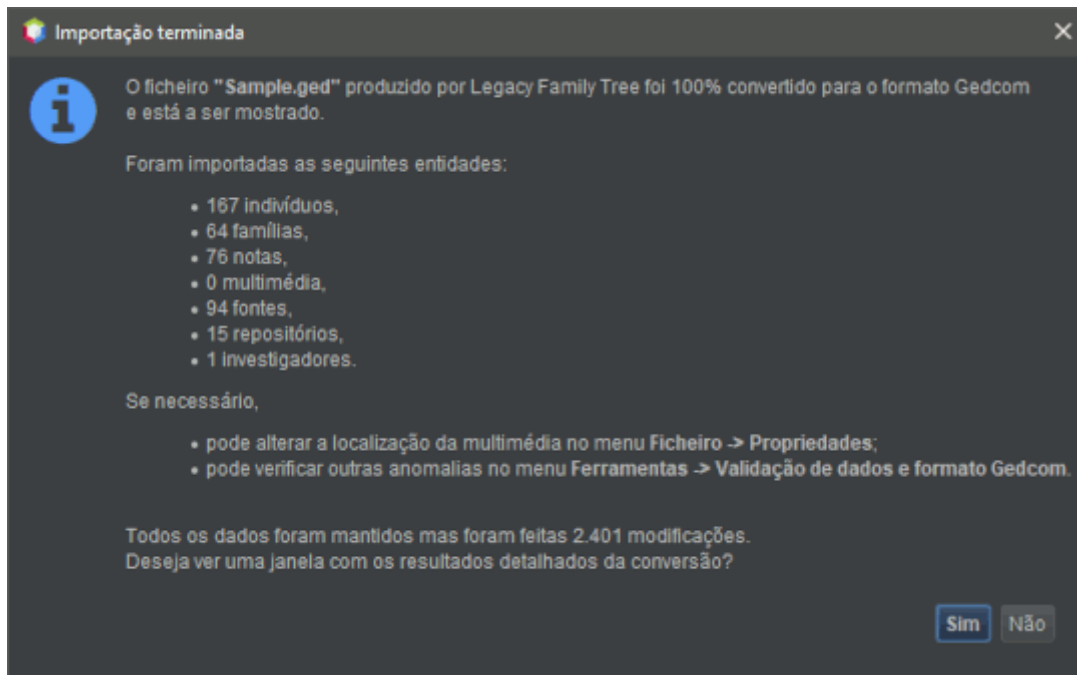 Importação terminada
O ficheiro "Sample.ged" produzido por Legacy Family Tree foi 100% convertido para o formato Gedcom
e está a ser mostrado.
Foram importadas as seguintes entidades:
• 167 indivíduos,
• 64 famílias,
• 76 notas,
• 0 multimédia,
• 94 fontes,
• 15 repositórios,
• 1 investigadores.
Se necessário,
• pode alterar a localização da multimédia no menu Ficheiro -> Propriedades;
• pode verificar outras anomalias no menu Ferramentas -> Validação de dados e formato Gedcom.
Todos os dados foram mantidos mas foram feitas 2.401 modificações.
Deseja ver uma janela com os resultados detalhados da conversão?
Sim Não